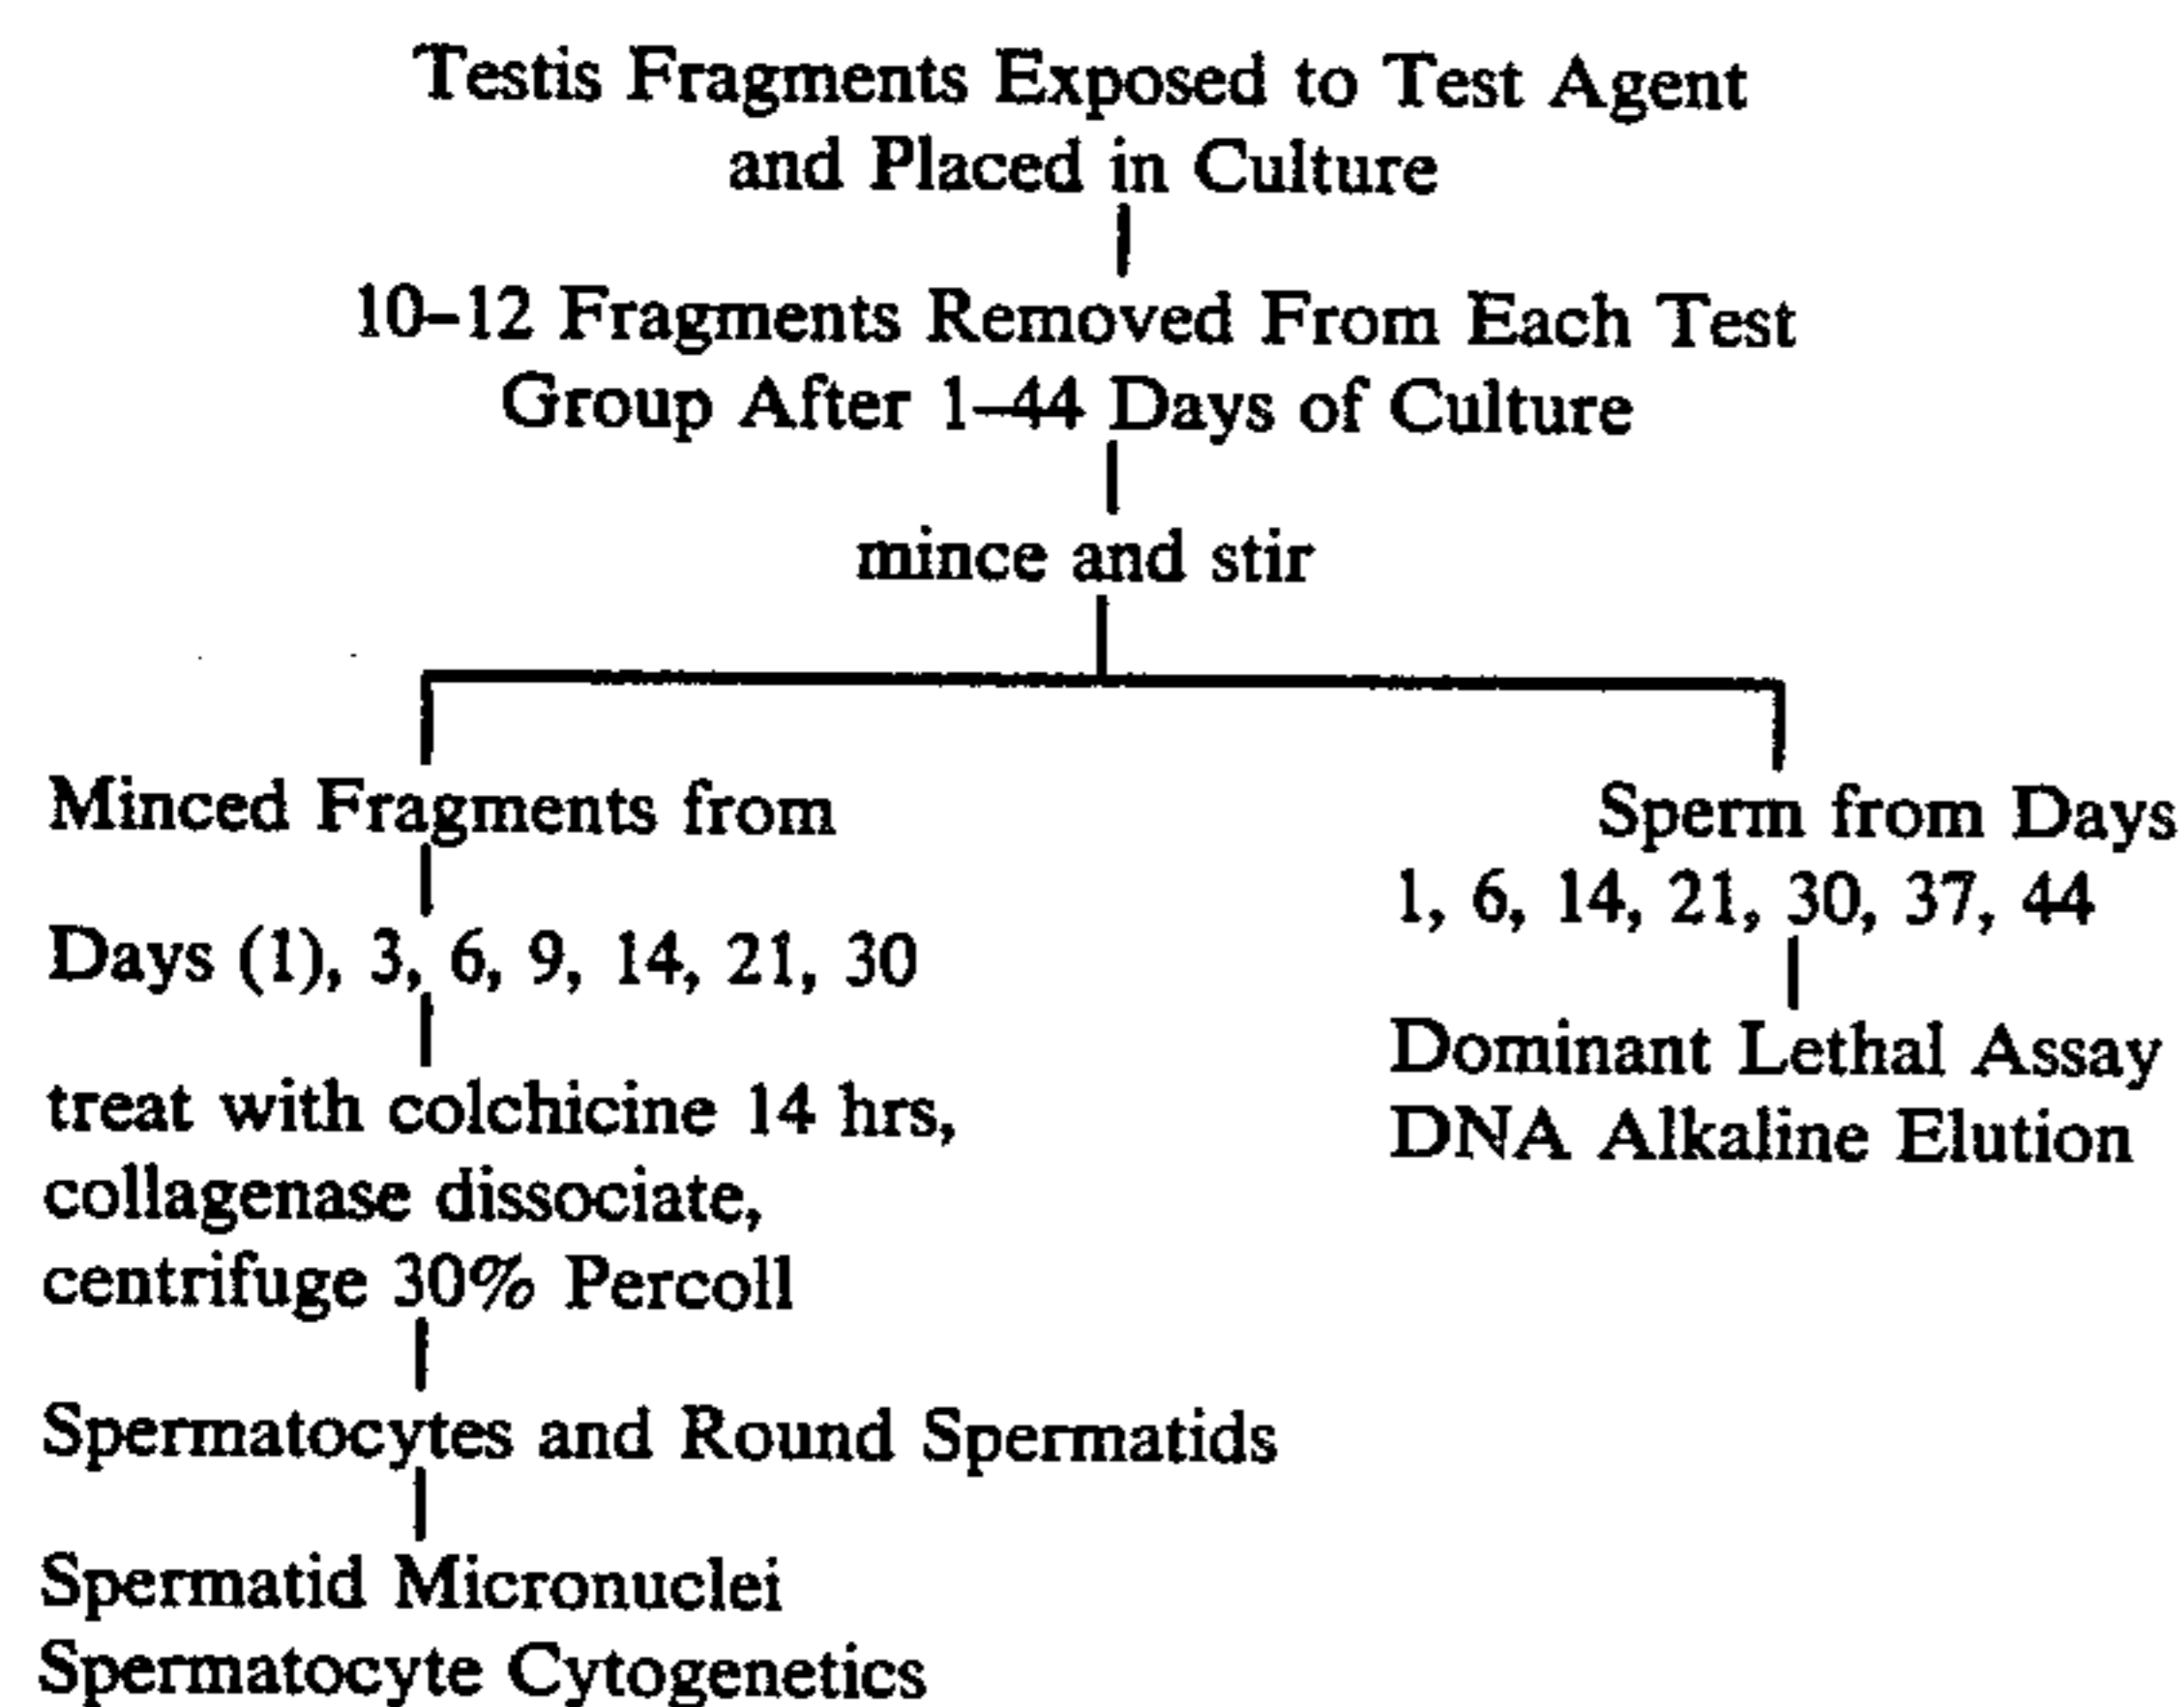 Testis Fragments Exposed to Test Agent
and Placed in Culture
10–12 Fragments Removed From Each Test
Group After 1–44 Days of Culture
mince and stir
Minced Fragments from
Days (1), 3, 6, 9, 14, 21, 30
treat with colchicine 14 hrs,
collagenase dissociate,
centrifuge 30% Percoll
Spermatocytes and Round Spermatids
Spermatid Micronuclei
Spermatocyte Cytogenetics
Sperm from Days
1, 6, 14, 21, 30, 37, 44
Dominant Lethal Assay
DNA Alkaline Elution